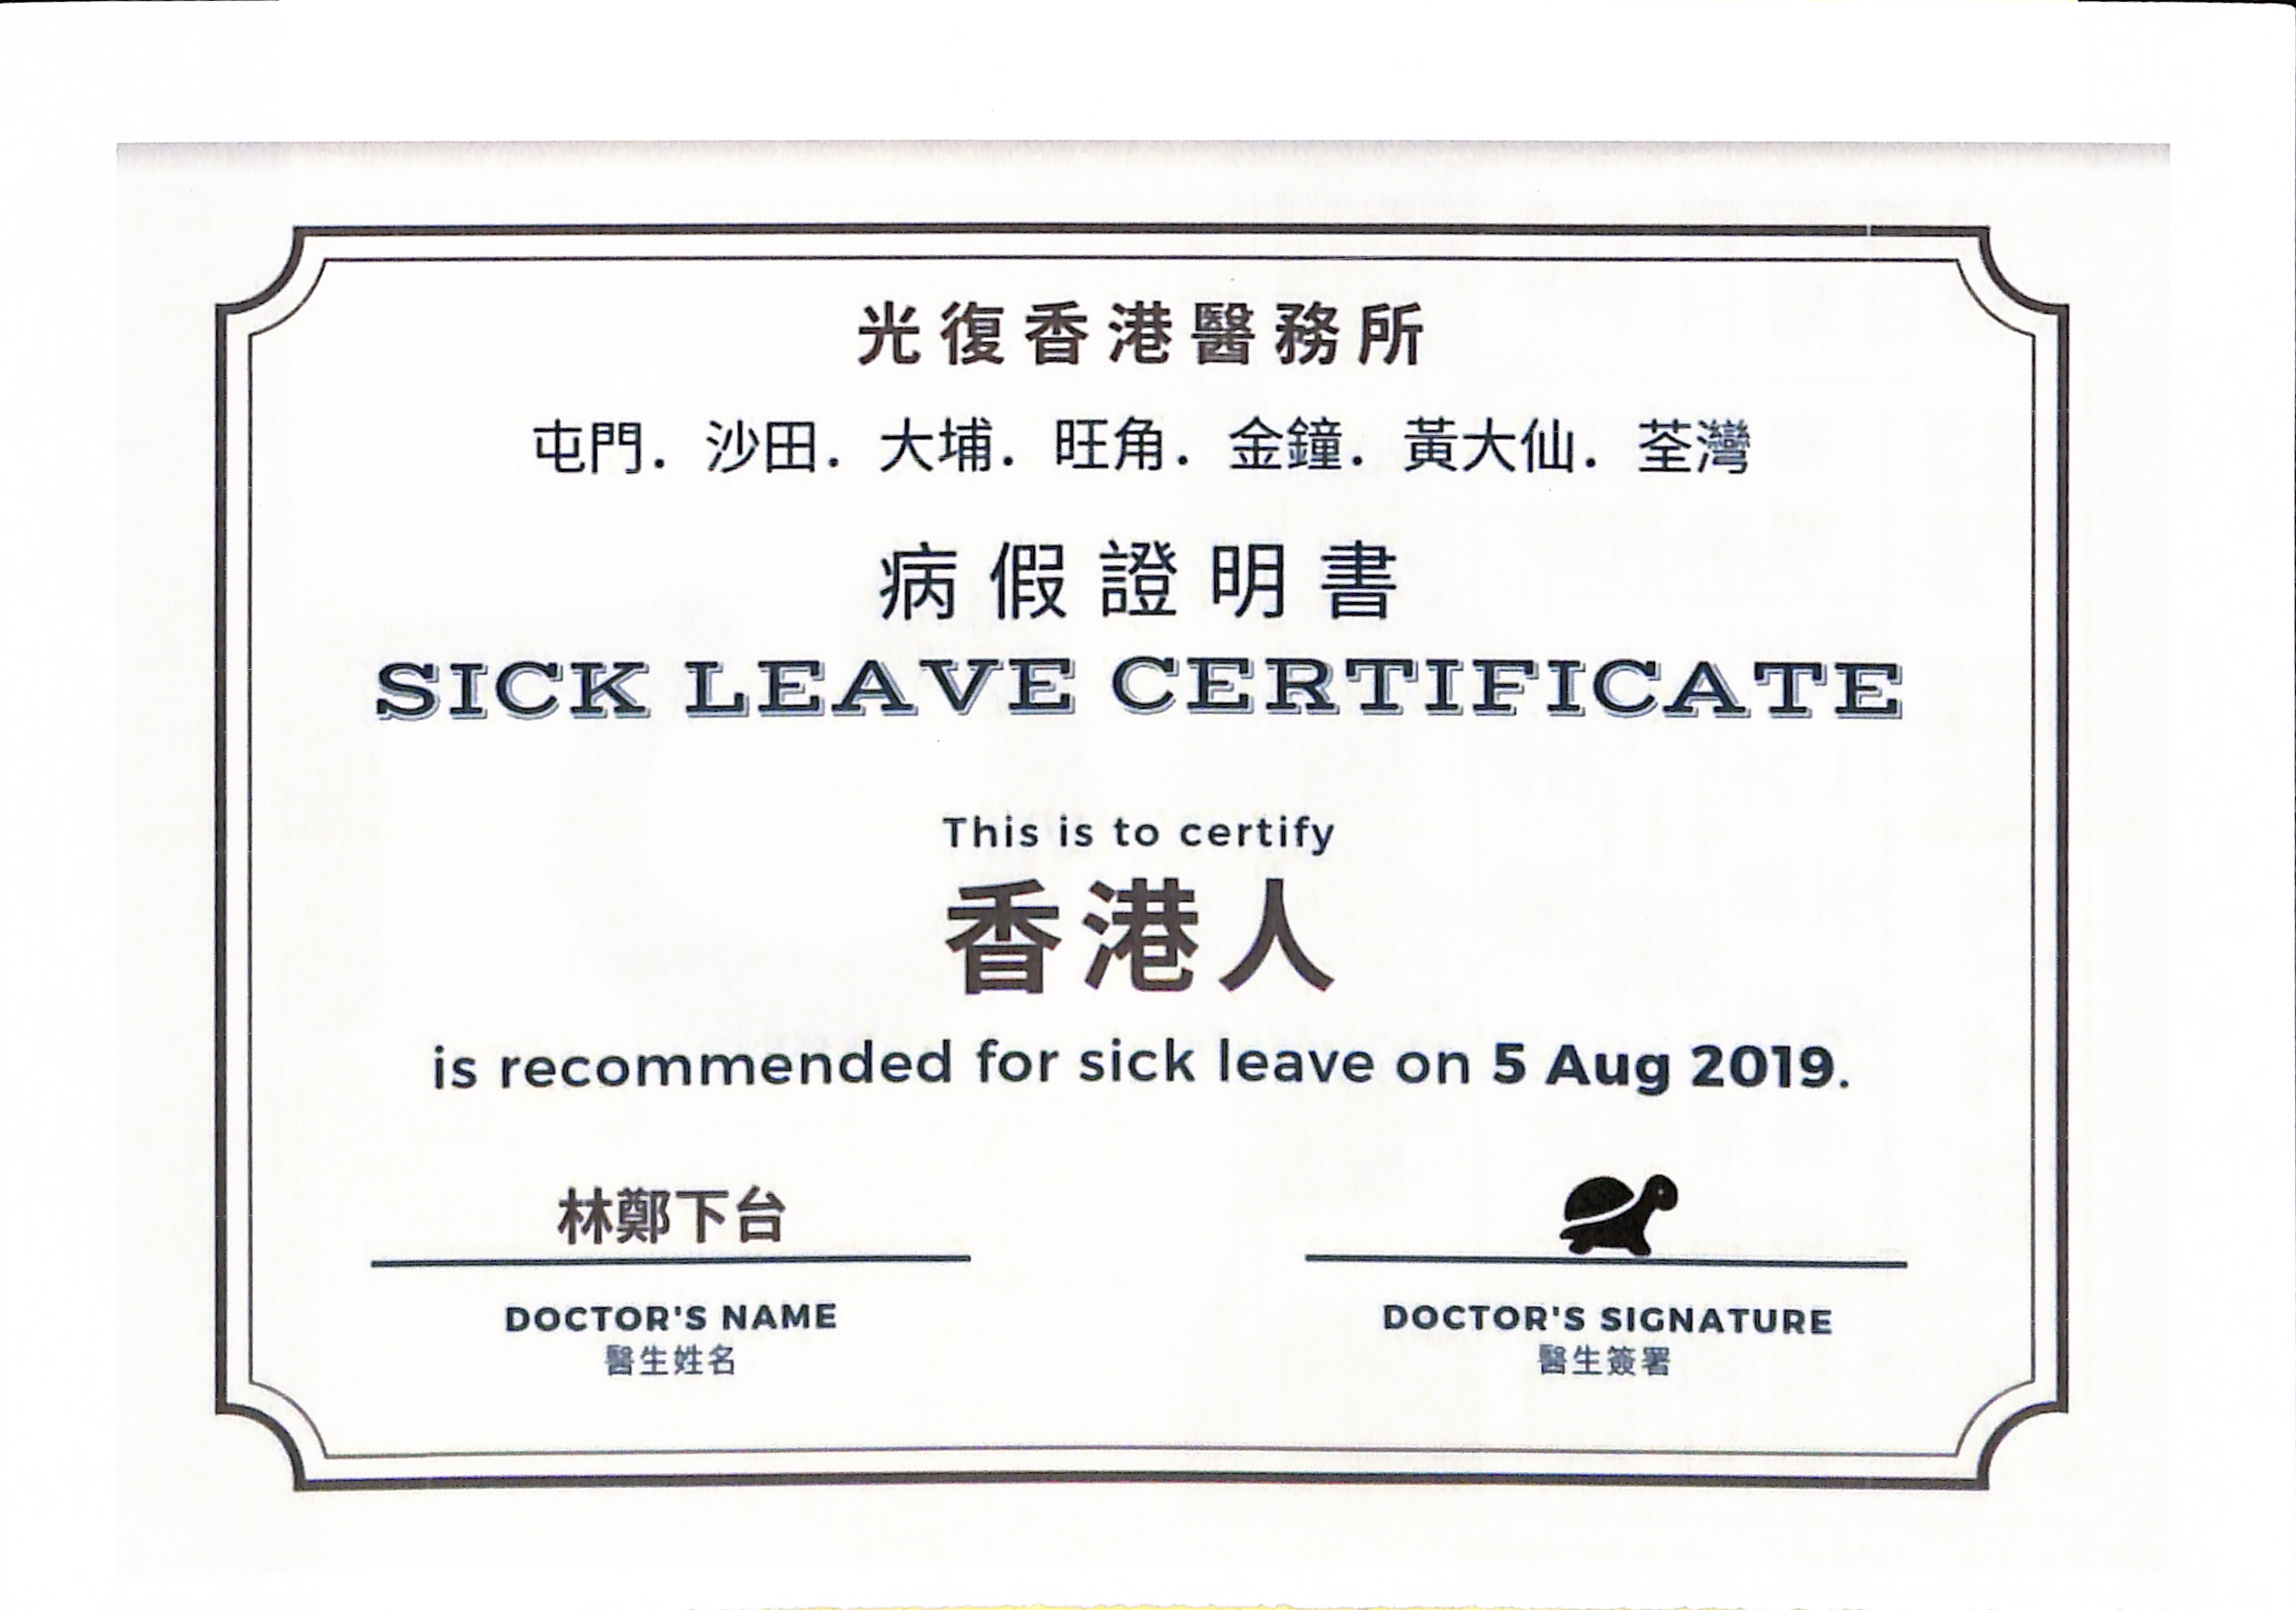 光復香港醫務所
屯門．沙田．大埔．旺角．金鐘．黃大仙．荃灣
病假證明書
SICK LEAVE CERTIFICATE
This is to certify
香港人
is recommended for sick leave on 5 Aug 2019.
林鄭下台
DOCTOR'S NAME
醫生姓名
DOCTOR'S SIGNATURE
醫生簽署